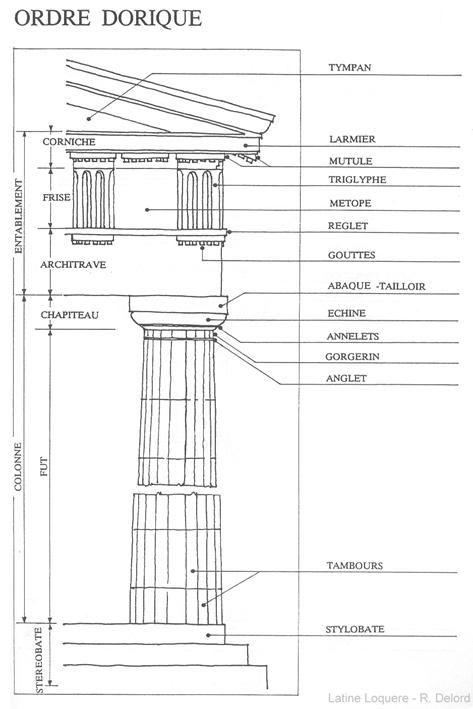 ORDRE DORIQUE
TYMPAN
CORNICHE
LARMIER
MUTULE
TRIGLYPHE
FRISE
METOPE
REGLET
ENTABLEMENT
GOUTTES
ARCHITRAVE
ABAQUE -TAILLOIR
CHAPITEAU
ECHINE
ANNELETS
GORGERIN
ANGLET
COLONNE
FUT
TAMBOURS
STYLOBATE
STEREOBATE
Latine Loquere - R. Delord